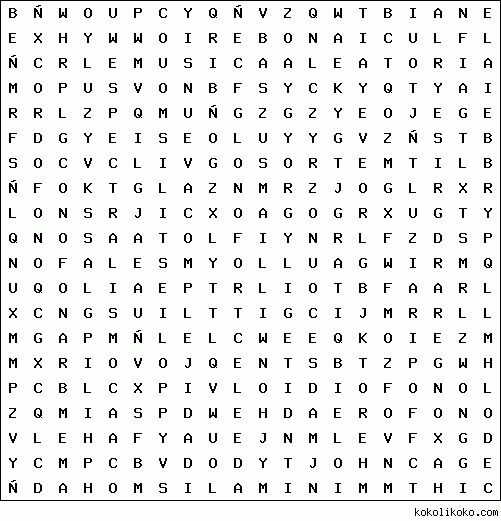 B Ñ W O U P C Y Q Ñ V Z Q W T B I A N E
E X H Y W W O I R E B O N A I C U L F L
Ñ C R L E M U S I C A A L E A T O R I A
M O P U S V O N B F S Y C K Y Q T Y A I
R R L Z P Q M U Ñ G Z G Z Y E O J E G E
F D G Y E I S E O L U Y Y G V Z Ñ S T B
S O C V C L I V G O S O R T E M T I L B
Ñ F O K T G L A Z N M R Z J O G L R X R
L O N S R J I C X O A G O G R X U G T Y
Q N O S A A T O L F I Y N R L F Z D S P
N O F A L E S M Y O L L U A G W I R M Q
U Q O L I A E P T R L I O T B F A A R L
X C N G S U I L T T I G C I J M R R L L
M G A P M Ñ L E L C W E E Q K O I E Z M
M X R I O V O J Q E N T S B T Z P G W H
P C B L C X P I V L O I D I O F O N O L
Z Q M I A S P D W E H D A E R O F O N O
V L E H A F Y A U E J N M L E V F X G D
Y C M P C B V D O D Y T J O H N C A G E
Ñ D A H O M S I L A M I N I M M T H I C
kokolikoko.com